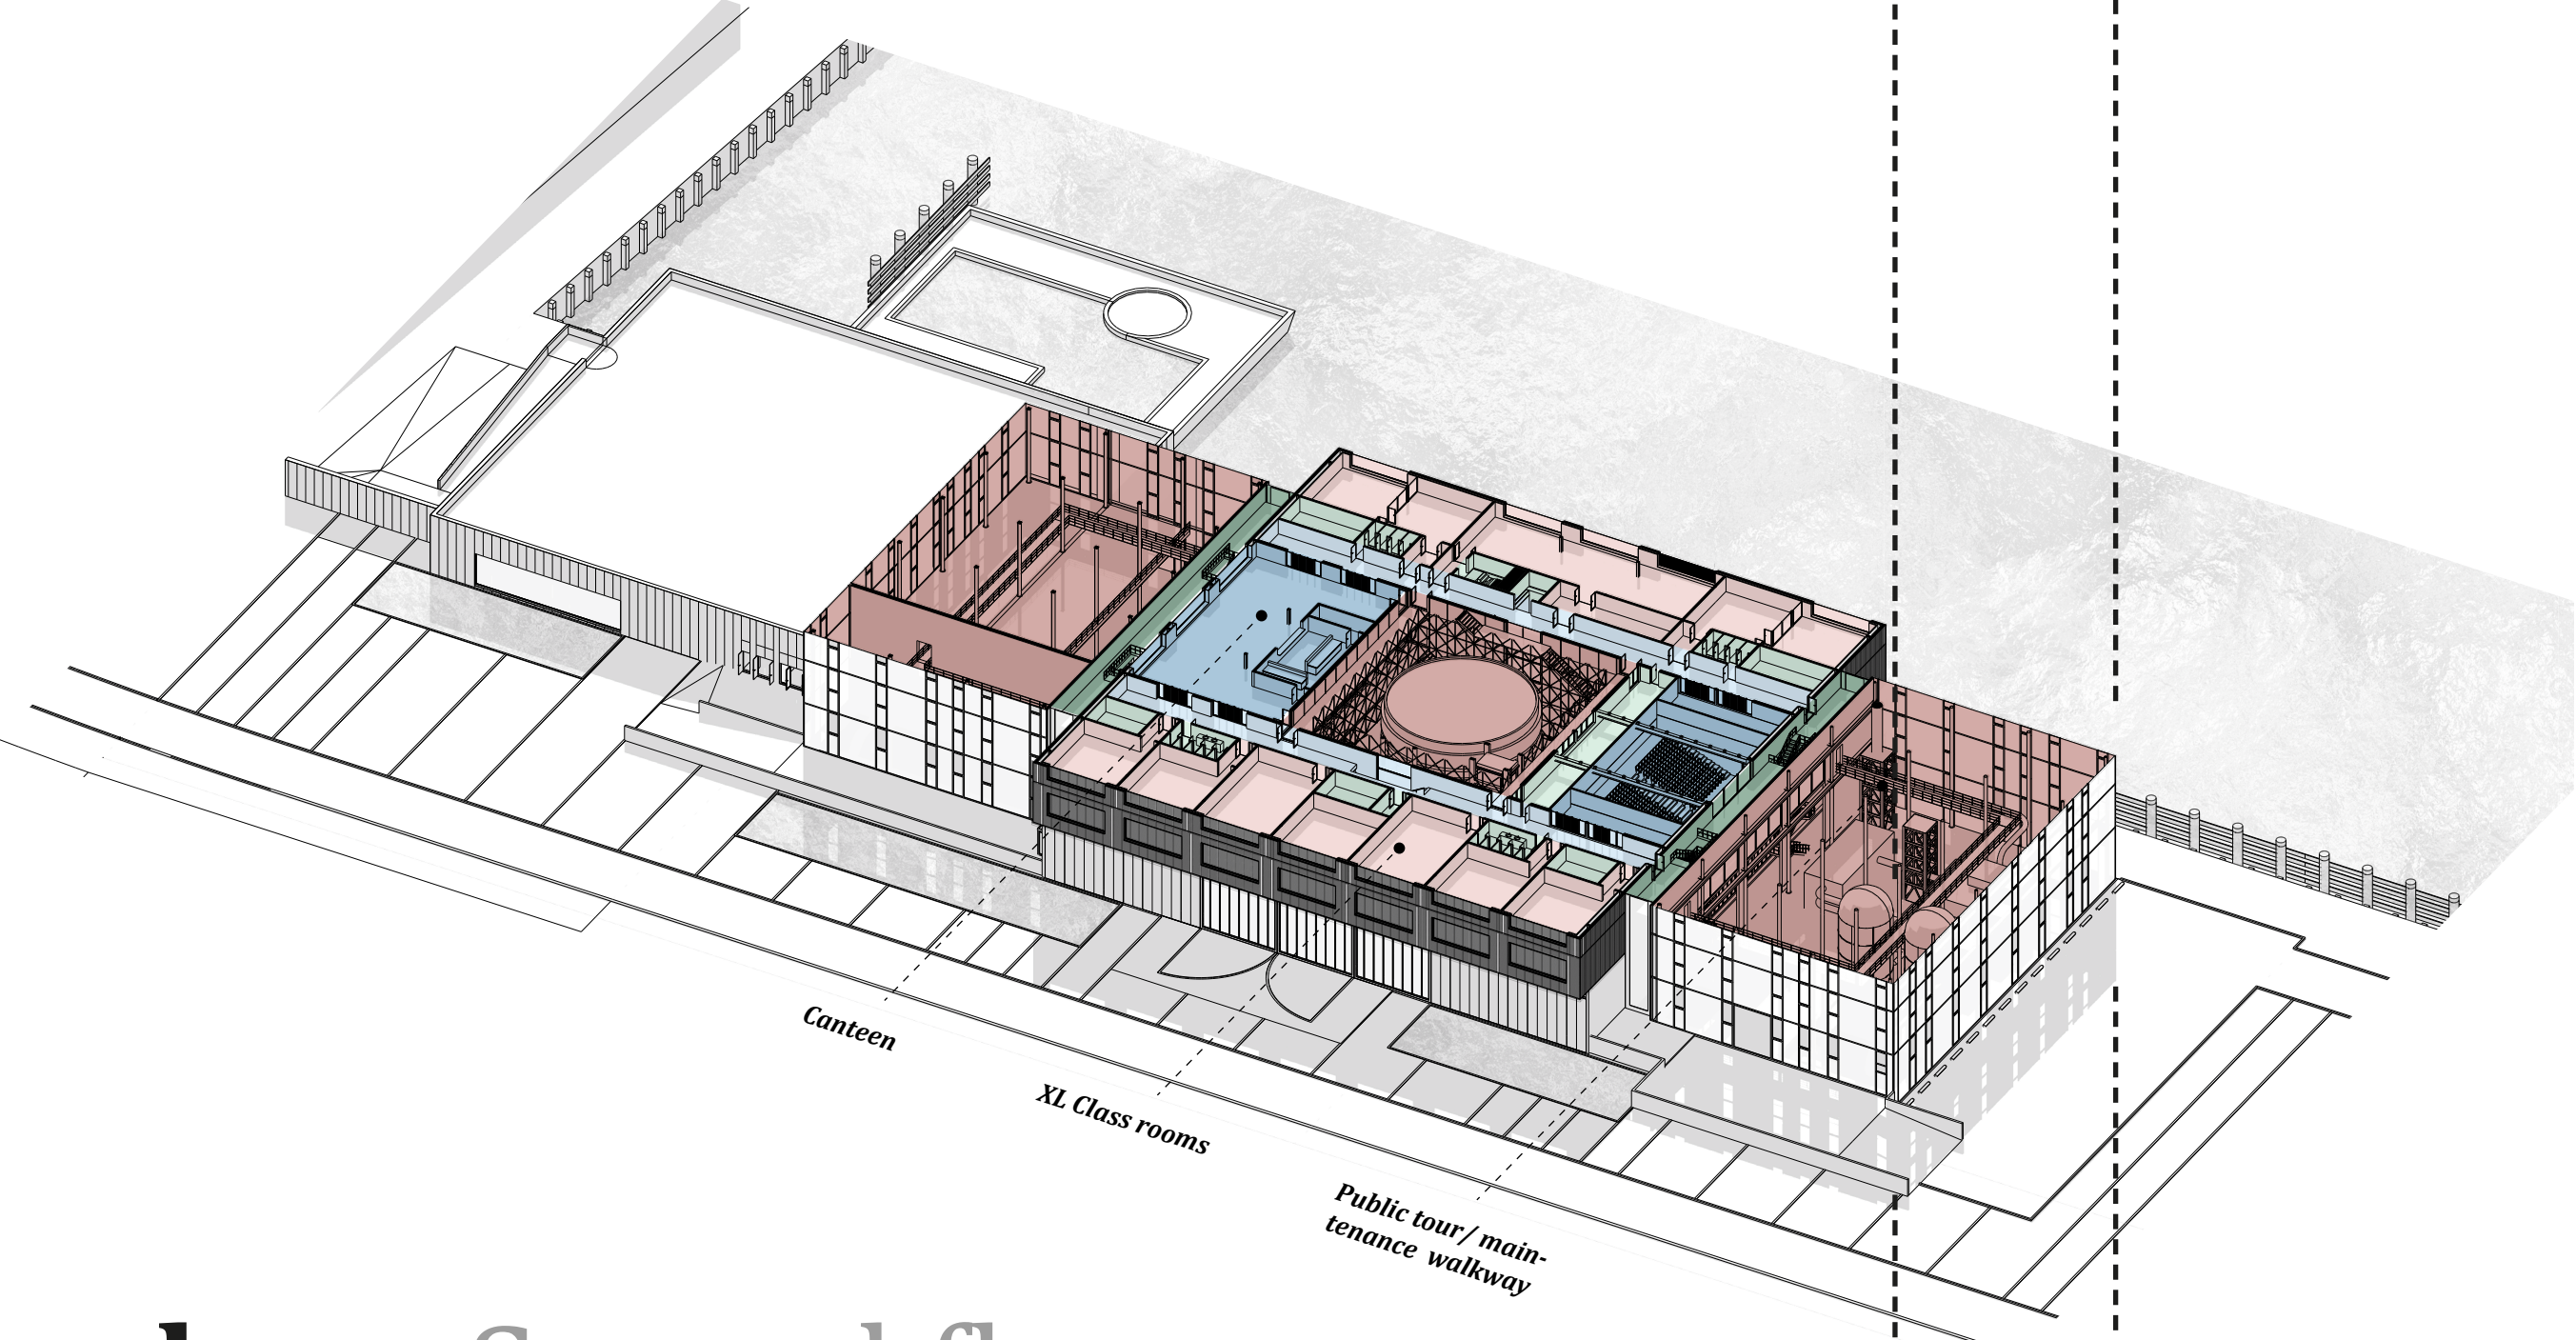 Canteen
XL Class rooms
Public tour/ main-
tenance walkway